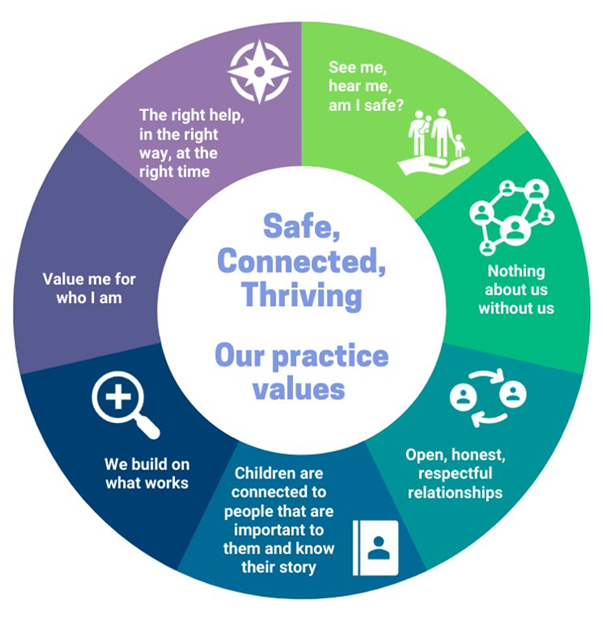 Safe,
Connected,
Thriving
Our practice
values
See me,
hear me,
am I safe?
Nothing
about us
without us
Open, honest,
respectful
relationships
Children are
connected to
people that are
important to
them and know
their story
We build on
what works
Value me for
who I am
The right help,
in the right
way, at the
right time